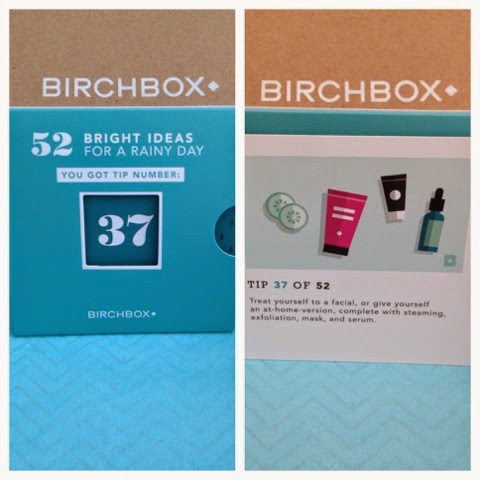 BIRCHBOX
52 BRIGHT IDEAS
FOR A RAINY DAY
YOU GOT TIP NUMBER:
37
BIRCHBOX
BIRCHBOX
B
TIP 37 OF 52
Treat yourself to a facial, or give yourself
an at-home-version, complete with steaming,
exfoliation, mask, and serum.